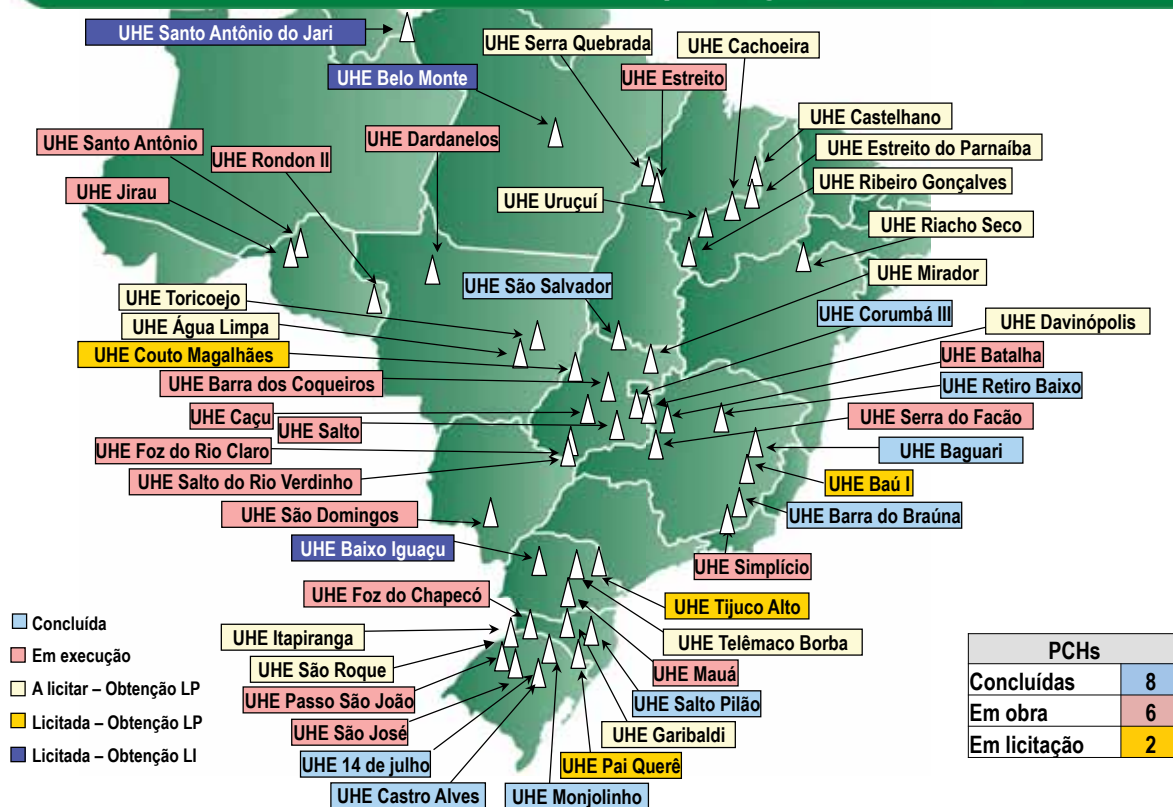 UHE Santo Antônio do Jari
UHE Serra Quebrada
UHE Cachoeira
UHE Belo Monte
UHE Estreito
UHE Castelhano
UHE Santo Antônio
UHE Rondon II
UHE Dardanelos
UHE Estreito do Parnaíba
UHE Jirau
UHE Ribeiro Gonçalves
UHE Uruçuí
UHE Riacho Seco
UHE Mirador
UHE São Salvador
UHE Toricoejo
UHE Corumbá III
UHE Davinópolis
UHE Água Limpa
UHE Couto Magalhães
UHE Batalha
UHE Barra dos Coqueiros
UHE Retiro Baixo
UHE Caçu
UHE Serra do Facão
UHE Salto
UHE Foz do Rio Claro
UHE Baguari
UHE Salto do Rio Verdinho
UHE Baú I
UHE São Domingos
UHE Barra do Braúna
UHE Baixo Iguaçu
UHE Simplício
UHE Foz do Chapecó
UHE Tijuco Alto
UHE Itapiranga
UHE Telêmaco Borba
UHE São Roque
UHE Mauá
UHE Passo São João
UHE Salto Pilão
UHE São José
UHE Garibaldi
UHE 14 de julho
UHE Pai Querê
UHE Castro Alves
UHE Monjolinho
Concluída
Em execução
A licitar – Obtenção LP
Licitada – Obtenção LP
Licitada – Obtenção LI
PCHs
Concluídas 8
Em obra 6
Em licitação 2